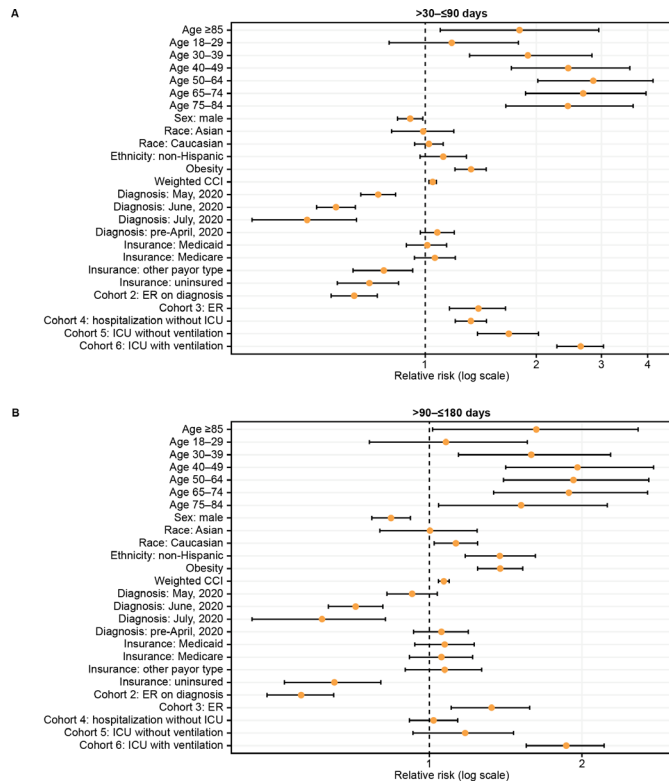 A
>30–≤90 days
Age ≥85
Age 18–29
Age 30–39
Age 40–49
Age 50–64
Age 65–74
Age 75–84
Sex: male
Race: Asian
Race: Caucasian
Ethnicity: non-Hispanic
Obesity
Weighted CCI
Diagnosis: May, 2020
Diagnosis: June, 2020
Diagnosis: July, 2020
Diagnosis: pre-April, 2020
Insurance: Medicaid
Insurance: Medicare
Insurance: other payor type
Insurance: uninsured
Cohort 2: ER on diagnosis
Cohort 3: ER
Cohort 4: hospitalization without ICU
Cohort 5: ICU without ventilation
Cohort 6: ICU with ventilation
1 2 3 4
Relative risk (log scale)
B
>90–≤180 days
Age ≥85
Age 18–29
Age 30–39
Age 40–49
Age 50–64
Age 65–74
Age 75–84
Sex: male
Race: Asian
Race: Caucasian
Ethnicity: non-Hispanic
Obesity
Weighted CCI
Diagnosis: May, 2020
Diagnosis: June, 2020
Diagnosis: July, 2020
Diagnosis: pre-April, 2020
Insurance: Medicaid
Insurance: Medicare
Insurance: other payor type
Insurance: uninsured
Cohort 2: ER on diagnosis
Cohort 3: ER
Cohort 4: hospitalization without ICU
Cohort 5: ICU without ventilation
Cohort 6: ICU with ventilation
1 2
Relative risk (log scale)